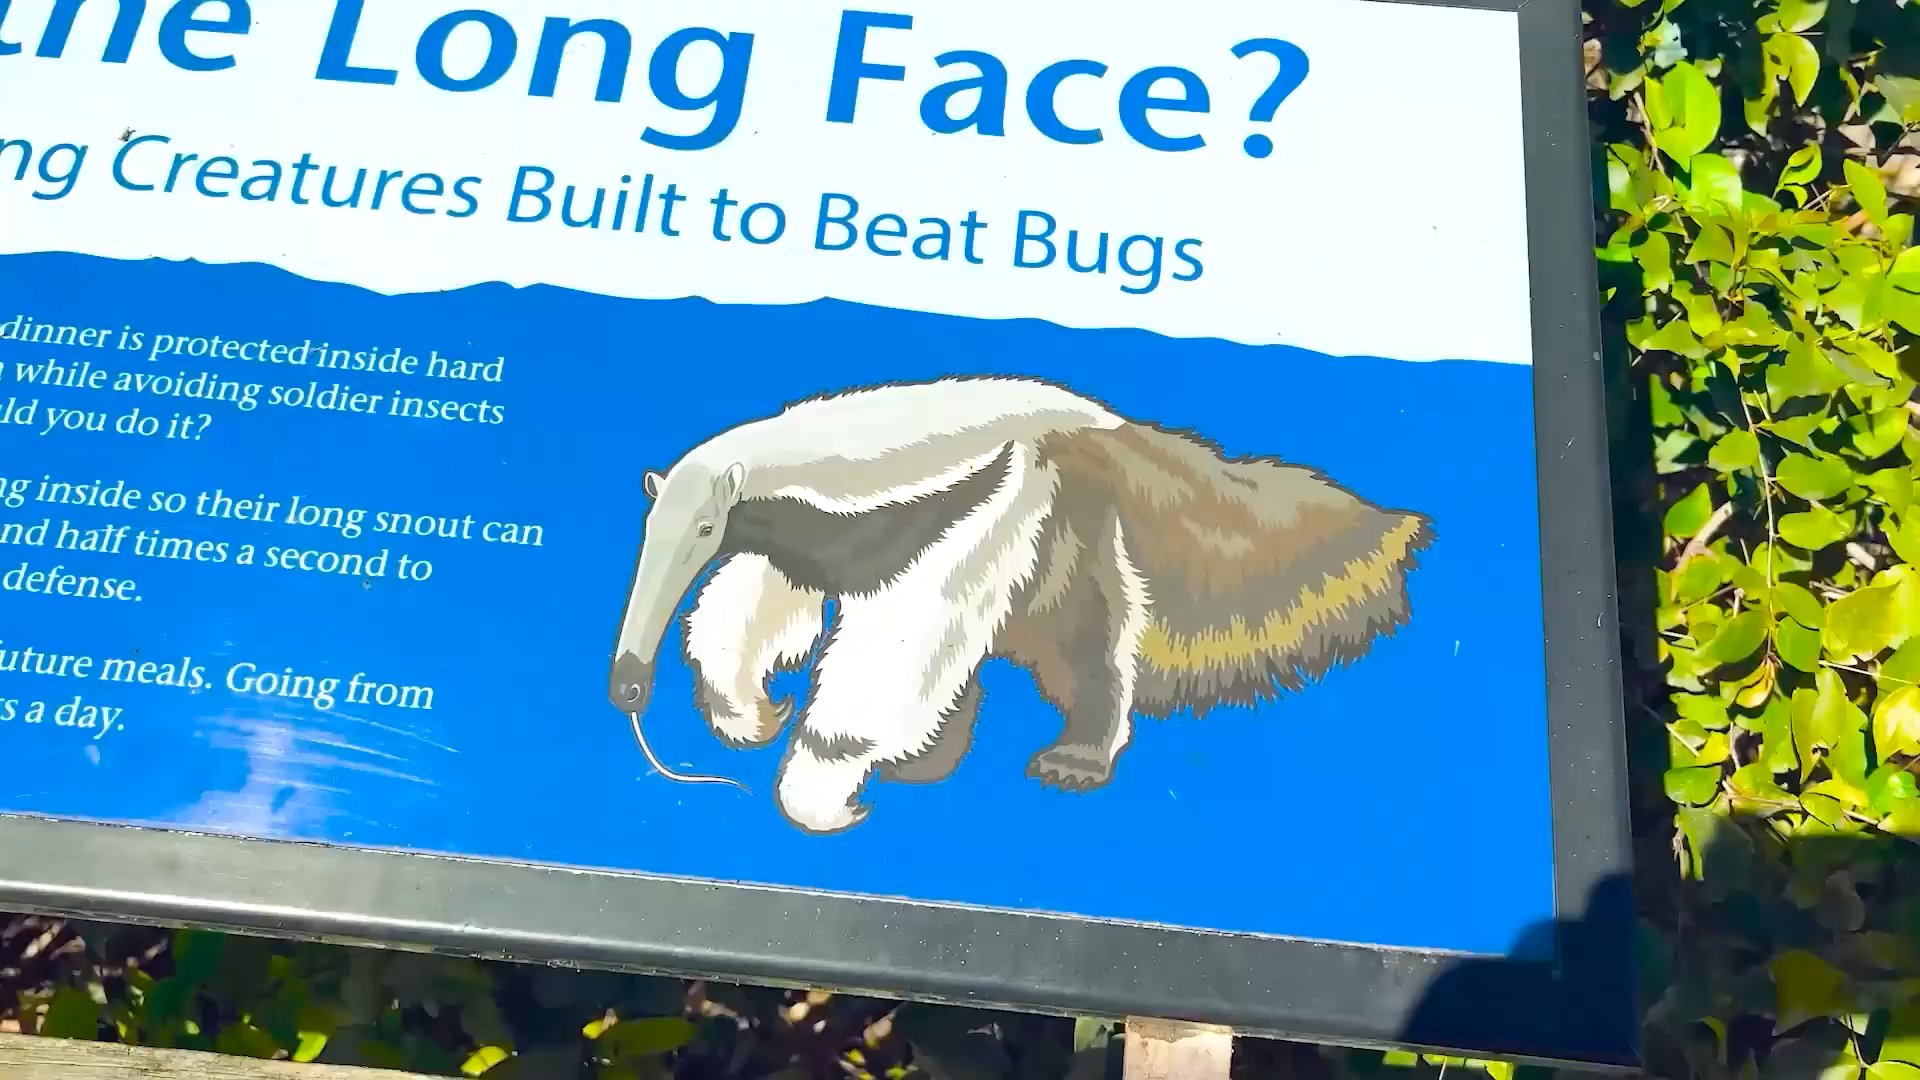 the Long Face?
ng Creatures Built to Beat Bugs
dinner is protected inside hard
while avoiding soldier insects
ld you do it?
ng inside so their long snout can
nd half times a second to
defense.
uture meals. Going from
s a day.